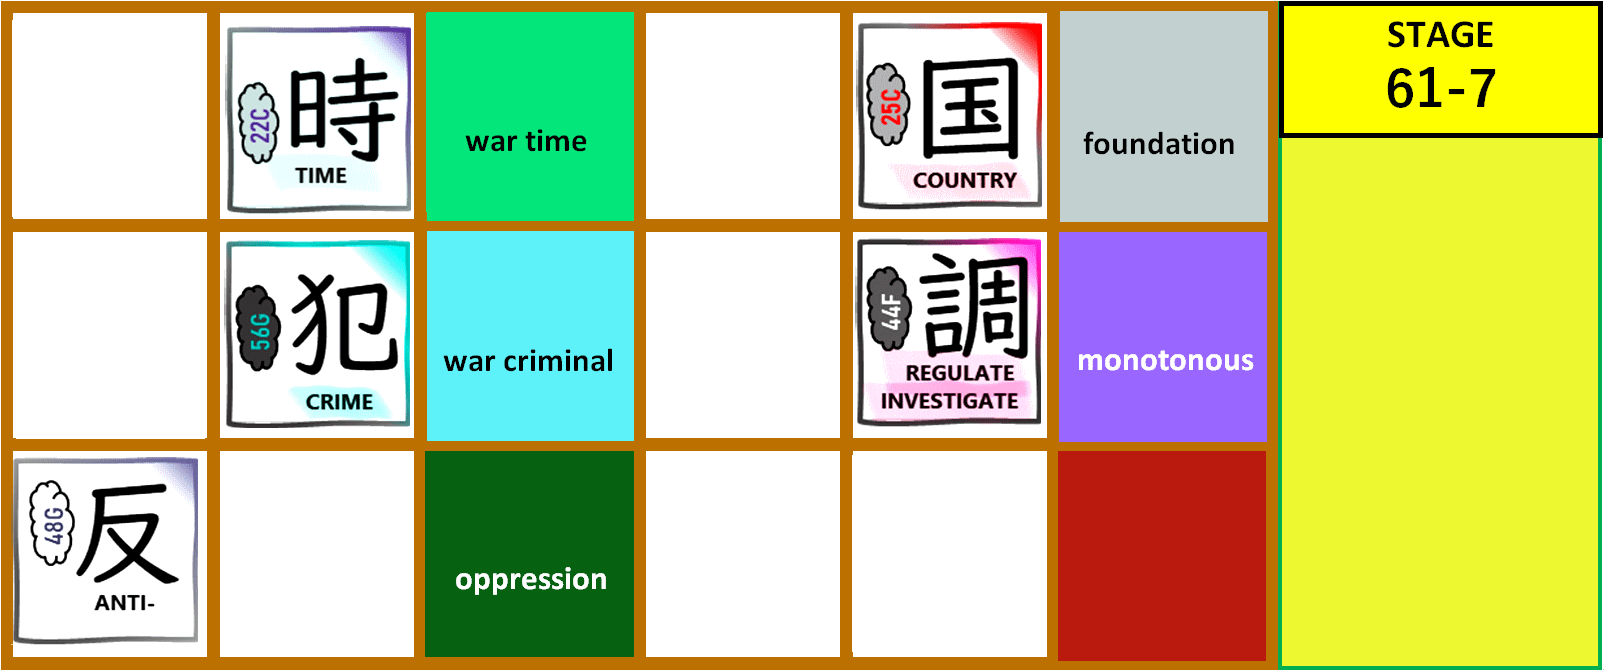 22C
時
TIME
war time
25C
国
COUNTRY
foundation
STAGE
61-7
56G
犯
CRIME
war criminal
44F
調
REGULATE
INVESTIGATE
monotonous
48G
反
ANTI-
oppression